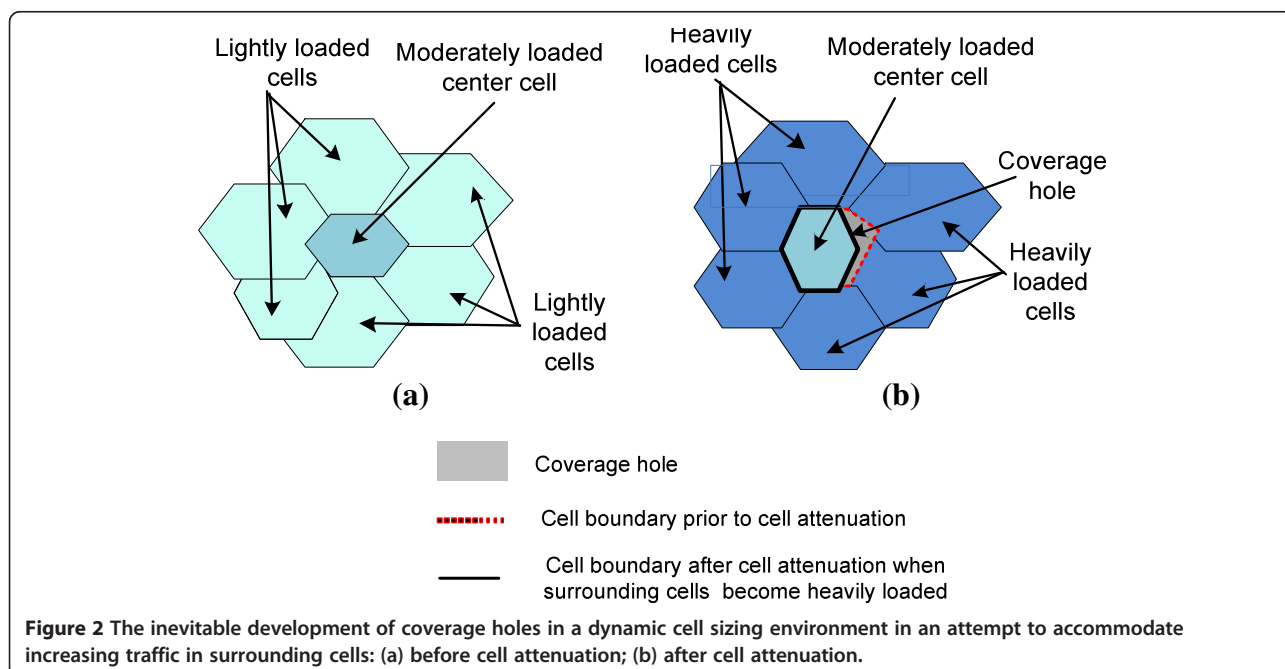 Lightly loaded
cells
Moderately loaded
center cell
Lightly
loaded
cells
(a)
Heavily
loaded cells
Moderately loaded
center cell
Coverage
hole
Heavily
loaded
cells
(b)
Coverage hole
Cell boundary prior to cell attenuation
Cell boundary after cell attenuation when
surrounding cells become heavily loaded
Figure 2 The inevitable development of coverage holes in a dynamic cell sizing environment in an attempt to accommodate
increasing traffic in surrounding cells: (a) before cell attenuation; (b) after cell attenuation.